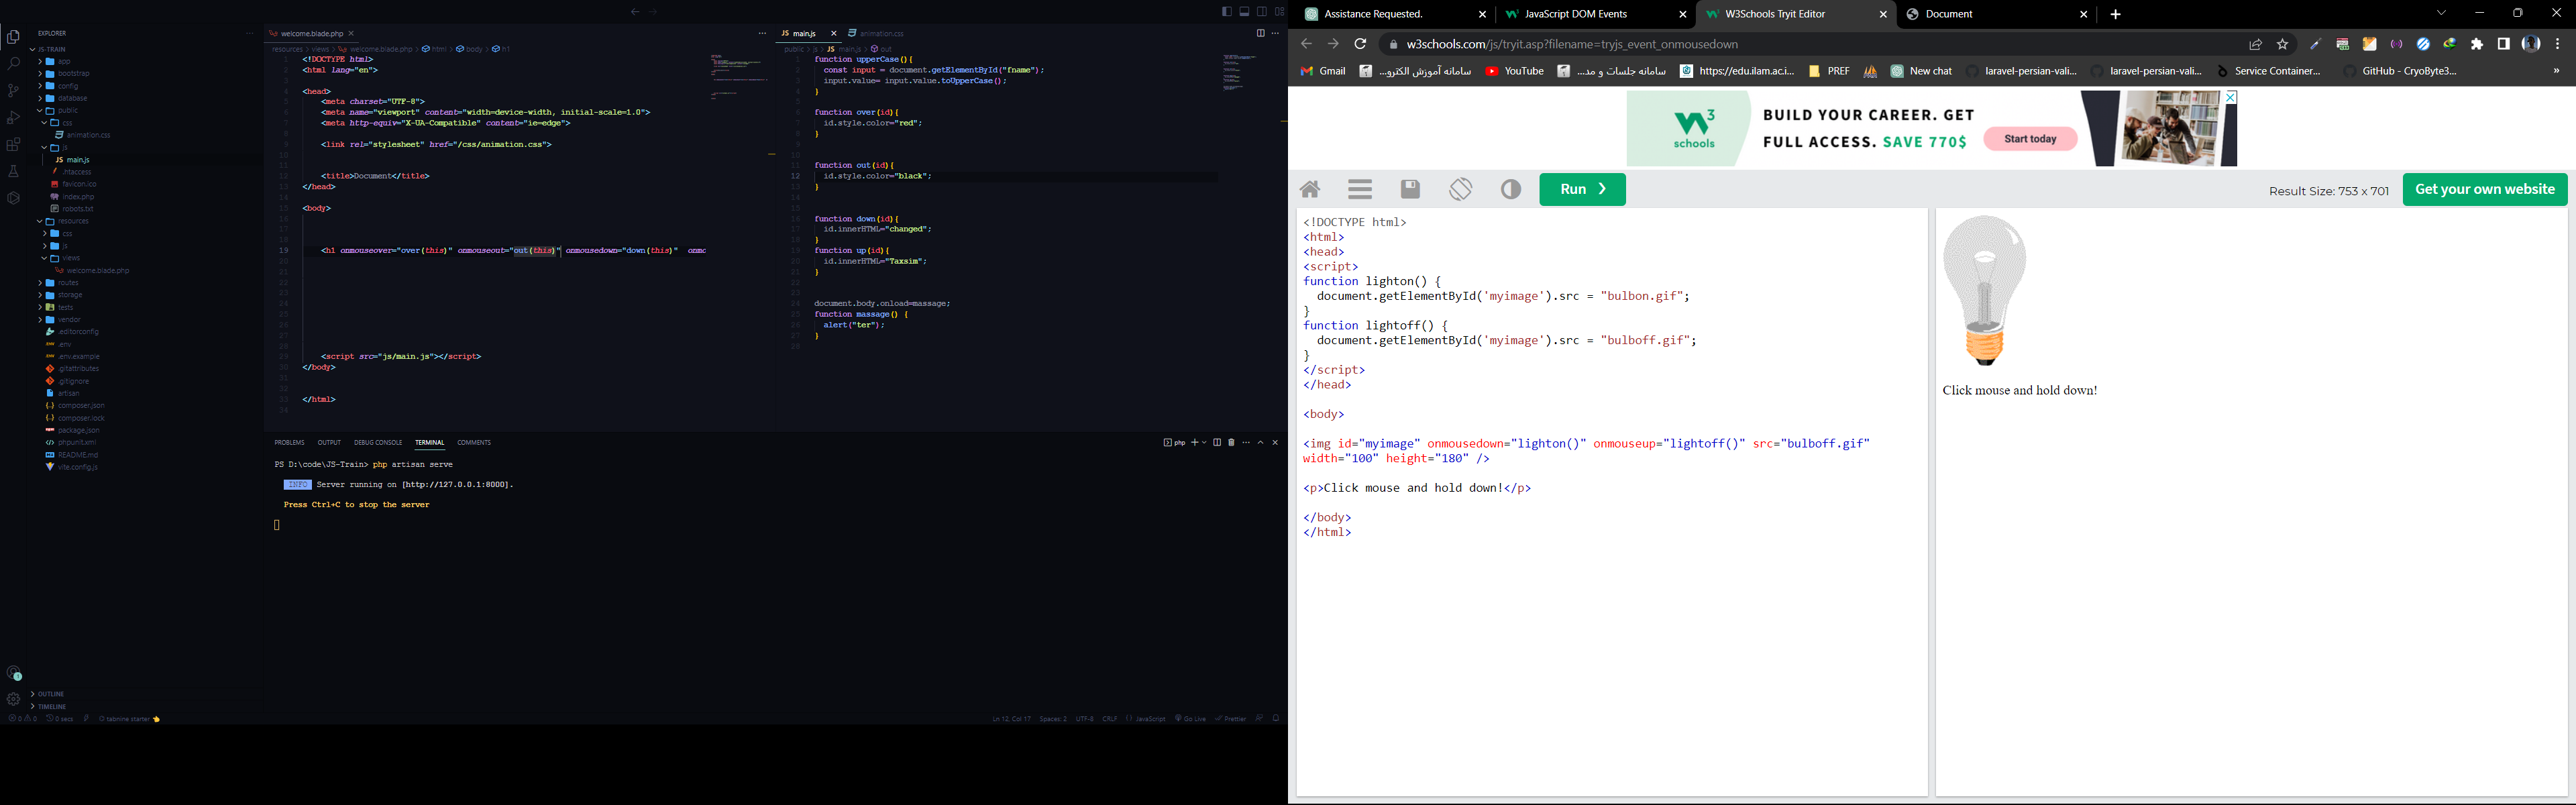 EXPLORER
JS-TRAIN
app
bootstrap
config
database
public
css
animation.css
js
JS main.js
.htaccess
favicon.ico
index.php
robots.txt
resources
css
js
views
welcome.blade.php
routes
storage
tests
vendor
.editorconfig
.env
.env.example
.gitattributes
.gitignore
artisan
composer.json
composer.lock
package.json
phpunit.xml
README.md
vite.config.js
OUTLINE
TIMELINE
welcome.blade.php
resources > views > welcome.blade.php > html > body > h1
<!DOCTYPE html>
<html lang="en">
<head>
<meta charset="UTF-8">
<meta name="viewport" content="width=device-width, initial-scale=1.0">
<meta http-equiv="X-UA-Compatible" content="ie=edge">
<link rel="stylesheet" href="/css/animation.css">
<title>Document</title>
</head>
<body>
<h1 onmouseover="over(this)" onmouseout="out(this)" onmousedown="down(this)" onmo
<script src="js/main.js"></script>
</body>
</html>
JS main.js
animation.css
public > js > JS main.js > out
function upperCase(){
const input = document.getElementById("fname");
input.value= input.value.toUpperCase();
}
function over(id){
id.style.color="red";
}
function out(id){
id.style.color="black";
}
function down(id){
id.innerHTML="changed";
}
function up(id){
id.innerHTML="Taxsim";
}
document.body.onload=massage;
function massage() {
alert("ter");
}
PROBLEMS OUTPUT DEBUG CONSOLE TERMINAL COMMENTS
php
PS D:\code\JS-Train> php artisan serve
INFO Server running on [http://127.0.0.1:8000].
Press Ctrl+C to stop the server
0 0 0 secs tabnine starter
Ln 12, Col 17 Spaces: 2 UTF-8 CRLF JavaScript Go Live Prettier
Assistance Requested.
JavaScript DOM Events
W3Schools Tryit Editor
Document
w3schools.com/js/tryit.asp?filename=tryjs_event_onmousedown
Gmail
سامانه آموزش الکترو...
YouTube
سامانه جلسات و مد...
https://edu.ilam.ac.i...
PREF
New chat
laravel-persian-vali...
laravel-persian-vali...
Service Container...
GitHub - CryoByte3...
W3 schools
BUILD YOUR CAREER. GET
FULL ACCESS. SAVE 770$
Start today
Run ❯
Result Size: 753 x 701
Get your own website
<!DOCTYPE html>
<html>
<head>
<script>
function lighton() {
document.getElementById('myimage').src = "bulbon.gif";
}
function lightoff() {
document.getElementById('myimage').src = "bulboff.gif";
}
</script>
</head>
<body>
<img id="myimage" onmousedown="lighton()" onmouseup="lightoff()" src="bulboff.gif"
width="100" height="180" />
<p>Click mouse and hold down!</p>
</body>
</html>
Click mouse and hold down!